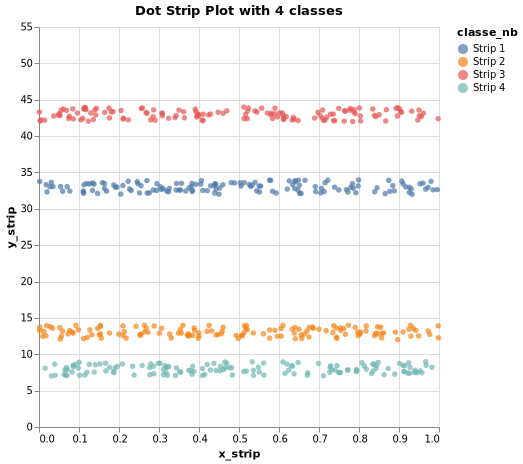 Dot Strip Plot with 4 classes
classe_nb
Strip 1
Strip 2
Strip 3
Strip 4
55
50
45
40
35
30
25
20
15
10
5
0
y_strip
0.0 0.1 0.2 0.3 0.4 0.5 0.6 0.7 0.8 0.9 1.0
x_strip